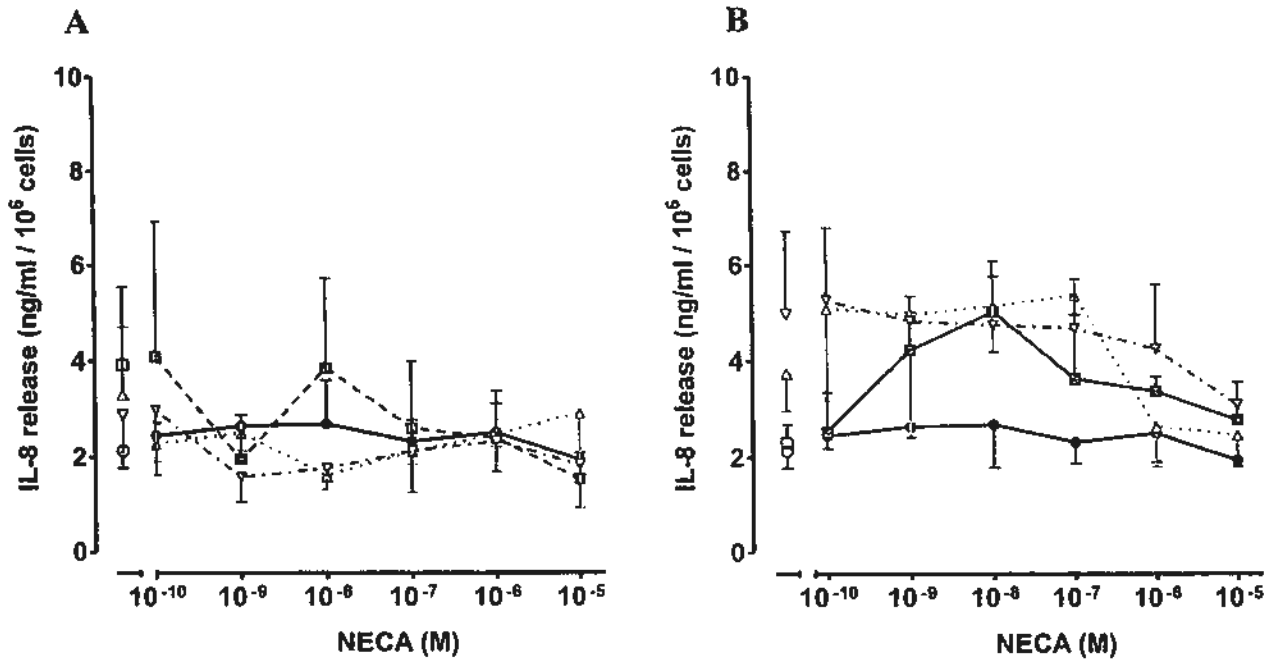 A
B
10
8
6
4
2
0
IL-8 release (ng/ml / 10⁶ cells)
10⁻¹⁰ 10⁻⁹ 10⁻⁸ 10⁻⁷ 10⁻⁶ 10⁻⁵
NECA (M)
10
8
6
4
2
0
IL-8 release (ng/ml / 10⁶ cells)
10⁻¹⁰ 10⁻⁹ 10⁻⁸ 10⁻⁷ 10⁻⁶ 10⁻⁵
NECA (M)